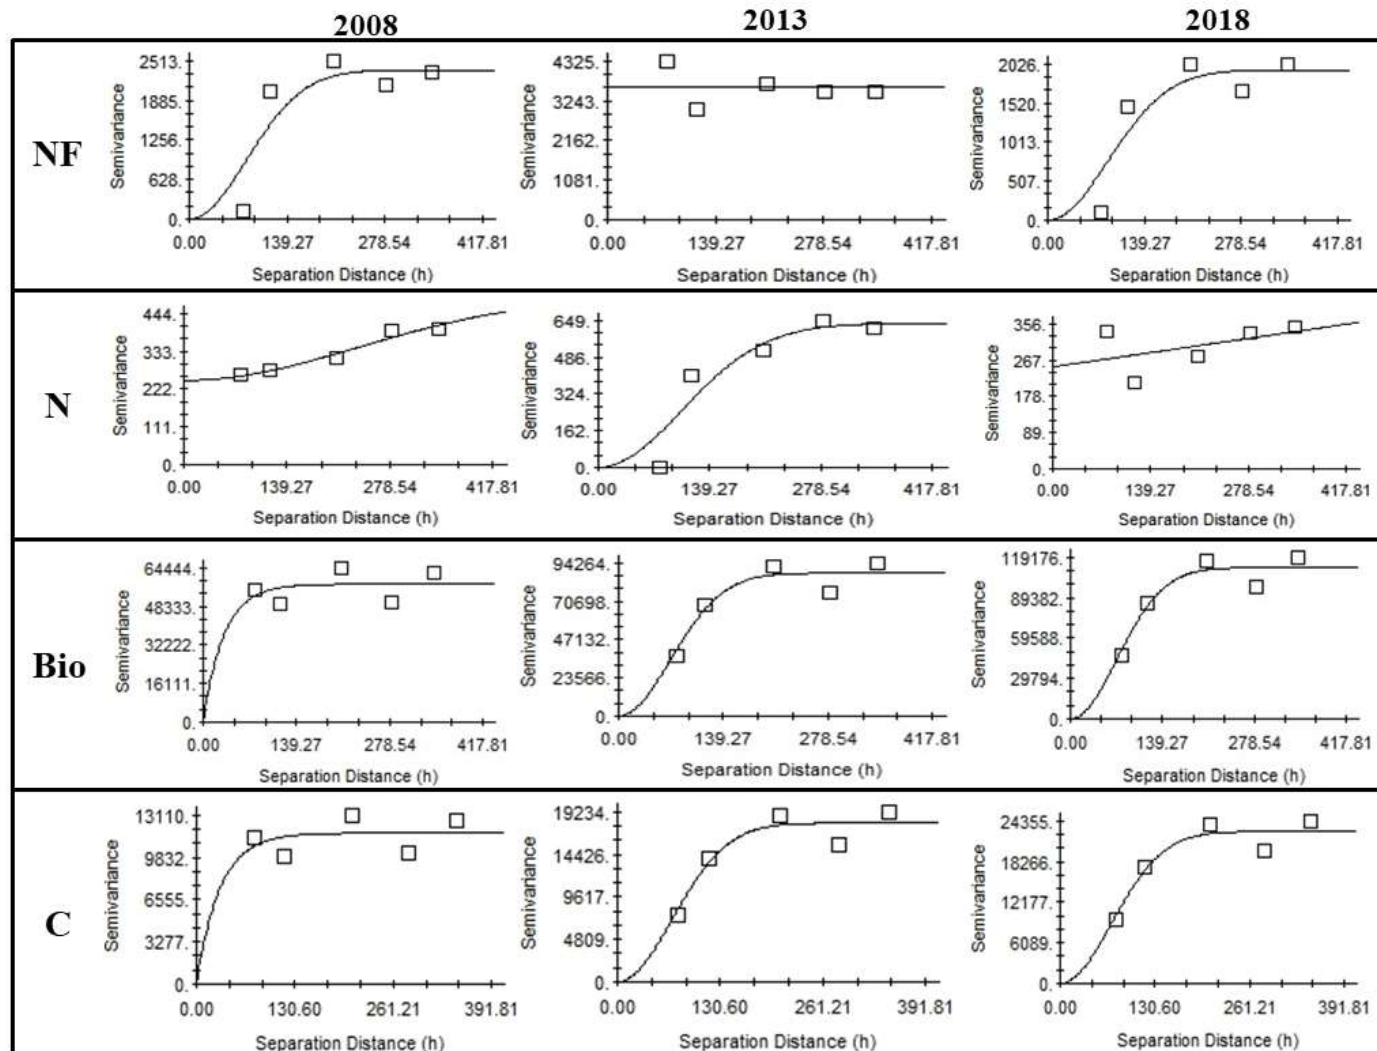 2008 2013 2018
NF
Semivariance
2513.
1885.
1256.
628.
0.
0.00 139.27 278.54 417.81
Separation Distance (h)
Semivariance
4325.
3243.
2162.
1081.
0.
0.00 139.27 278.54 417.81
Separation Distance (h)
Semivariance
2026.
1520.
1013.
507.
0.
0.00 139.27 278.54 417.81
Separation Distance (h)
N
Semivariance
444.
333.
222.
111.
0.
0.00 139.27 278.54 417.81
Separation Distance (h)
Semivariance
649.
486.
324.
162.
0.
0.00 139.27 278.54 417.81
Separation Distance (h)
Semivariance
356.
267.
178.
89.
0.
0.00 139.27 278.54 417.81
Separation Distance (h)
Bio
Semivariance
64444.
48333.
32222.
16111.
0.
0.00 139.27 278.54 417.81
Separation Distance (h)
Semivariance
94264.
70698.
47132.
23566.
0.
0.00 139.27 278.54 417.81
Separation Distance (h)
Semivariance
119176.
89382.
59588.
29794.
0.
0.00 139.27 278.54 417.81
Separation Distance (h)
C
Semivariance
13110.
9832.
6555.
3277.
0.
0.00 130.60 261.21 391.81
Separation Distance (h)
Semivariance
19234.
14426.
9617.
4809.
0.
0.00 130.60 261.21 391.81
Separation Distance (h)
Semivariance
24355.
18266.
12177.
6089.
0.
0.00 130.60 261.21 391.81
Separation Distance (h)